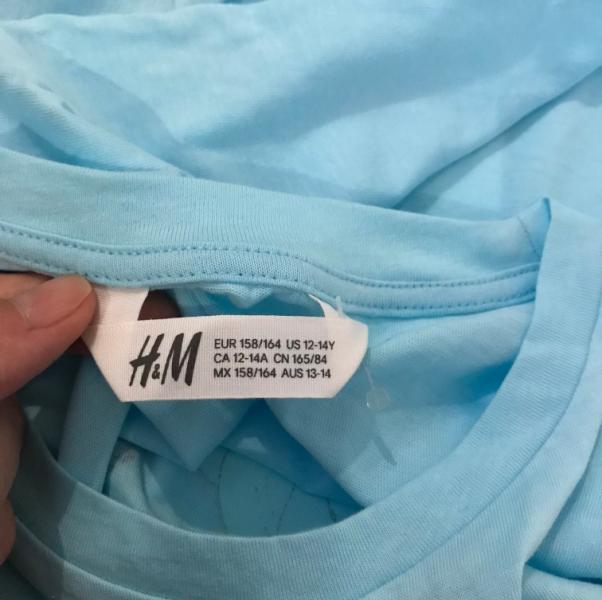 H&M
EUR 158/164 US 12-14Y
CA 12-14A CN 165/84
MX 158/164 AUS 13-14